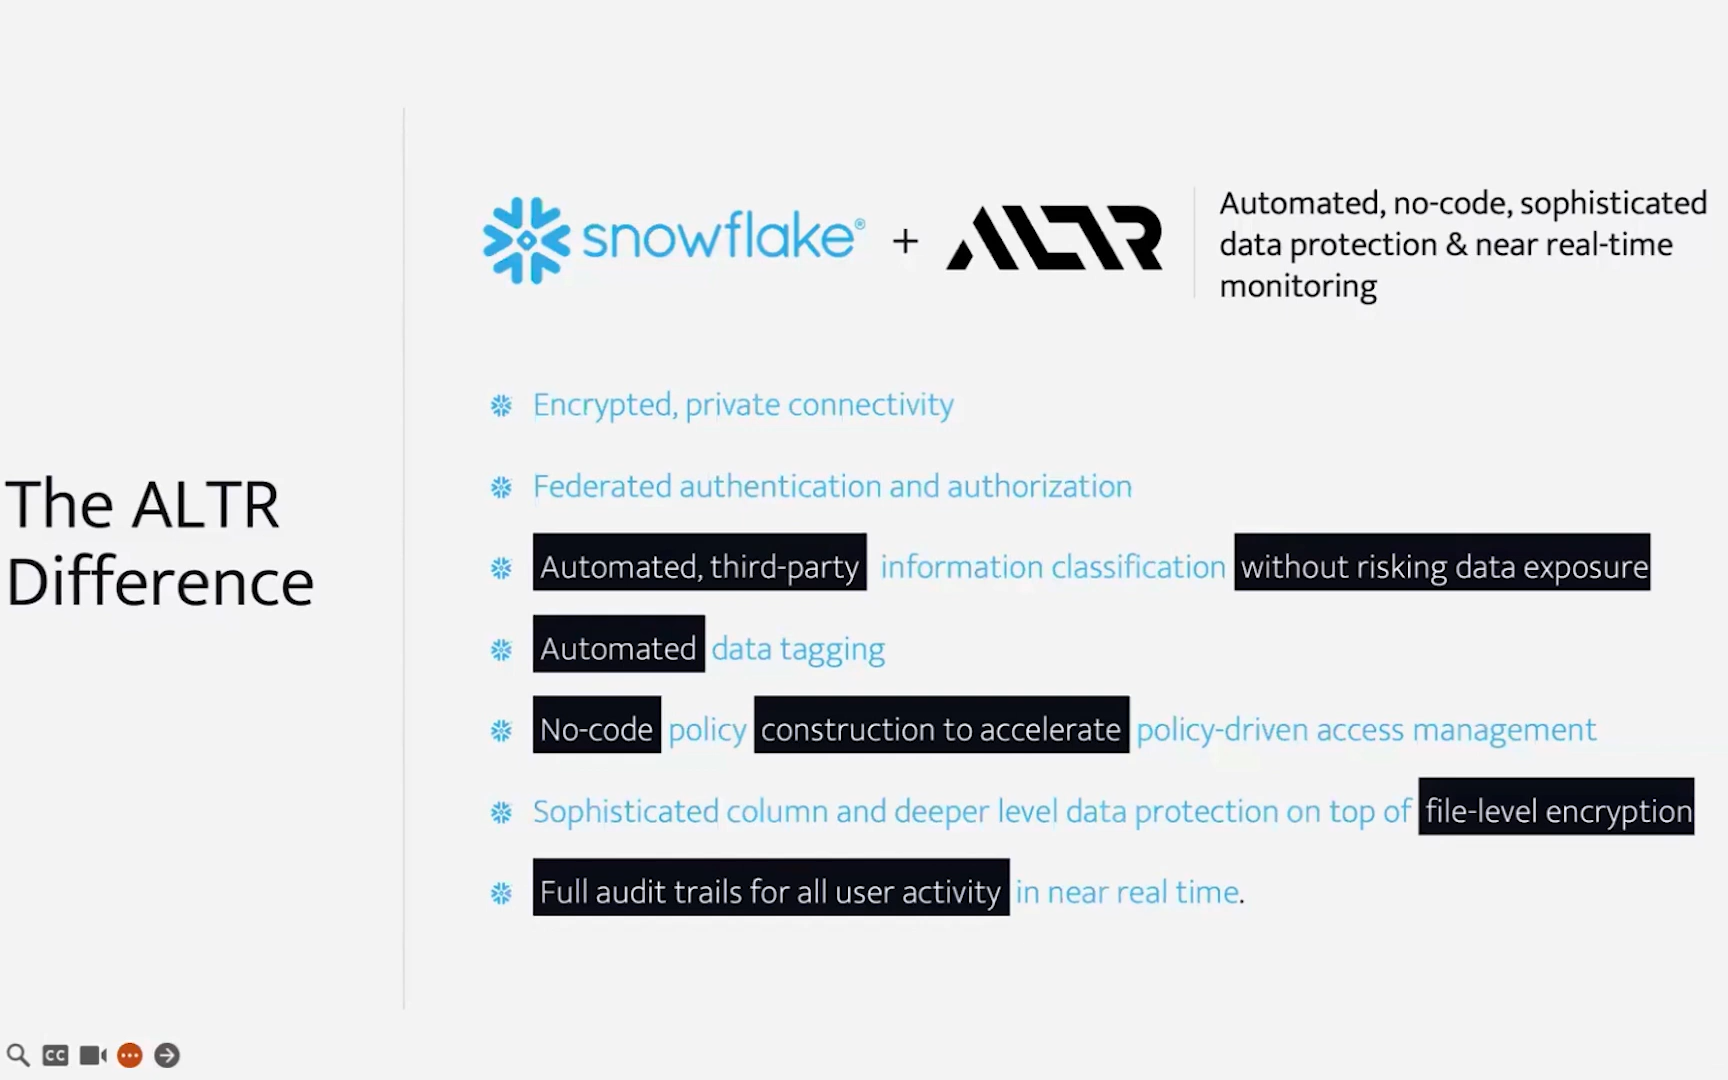 The ALTR
Difference
snowflake® + ALTR
Automated, no-code, sophisticated
data protection & near real-time
monitoring
Encrypted, private connectivity
Federated authentication and authorization
Automated, third-party information classification without risking data exposure
Automated data tagging
No-code policy construction to accelerate policy-driven access management
Sophisticated column and deeper level data protection on top of file-level encryption
Full audit trails for all user activity in near real time.
CC